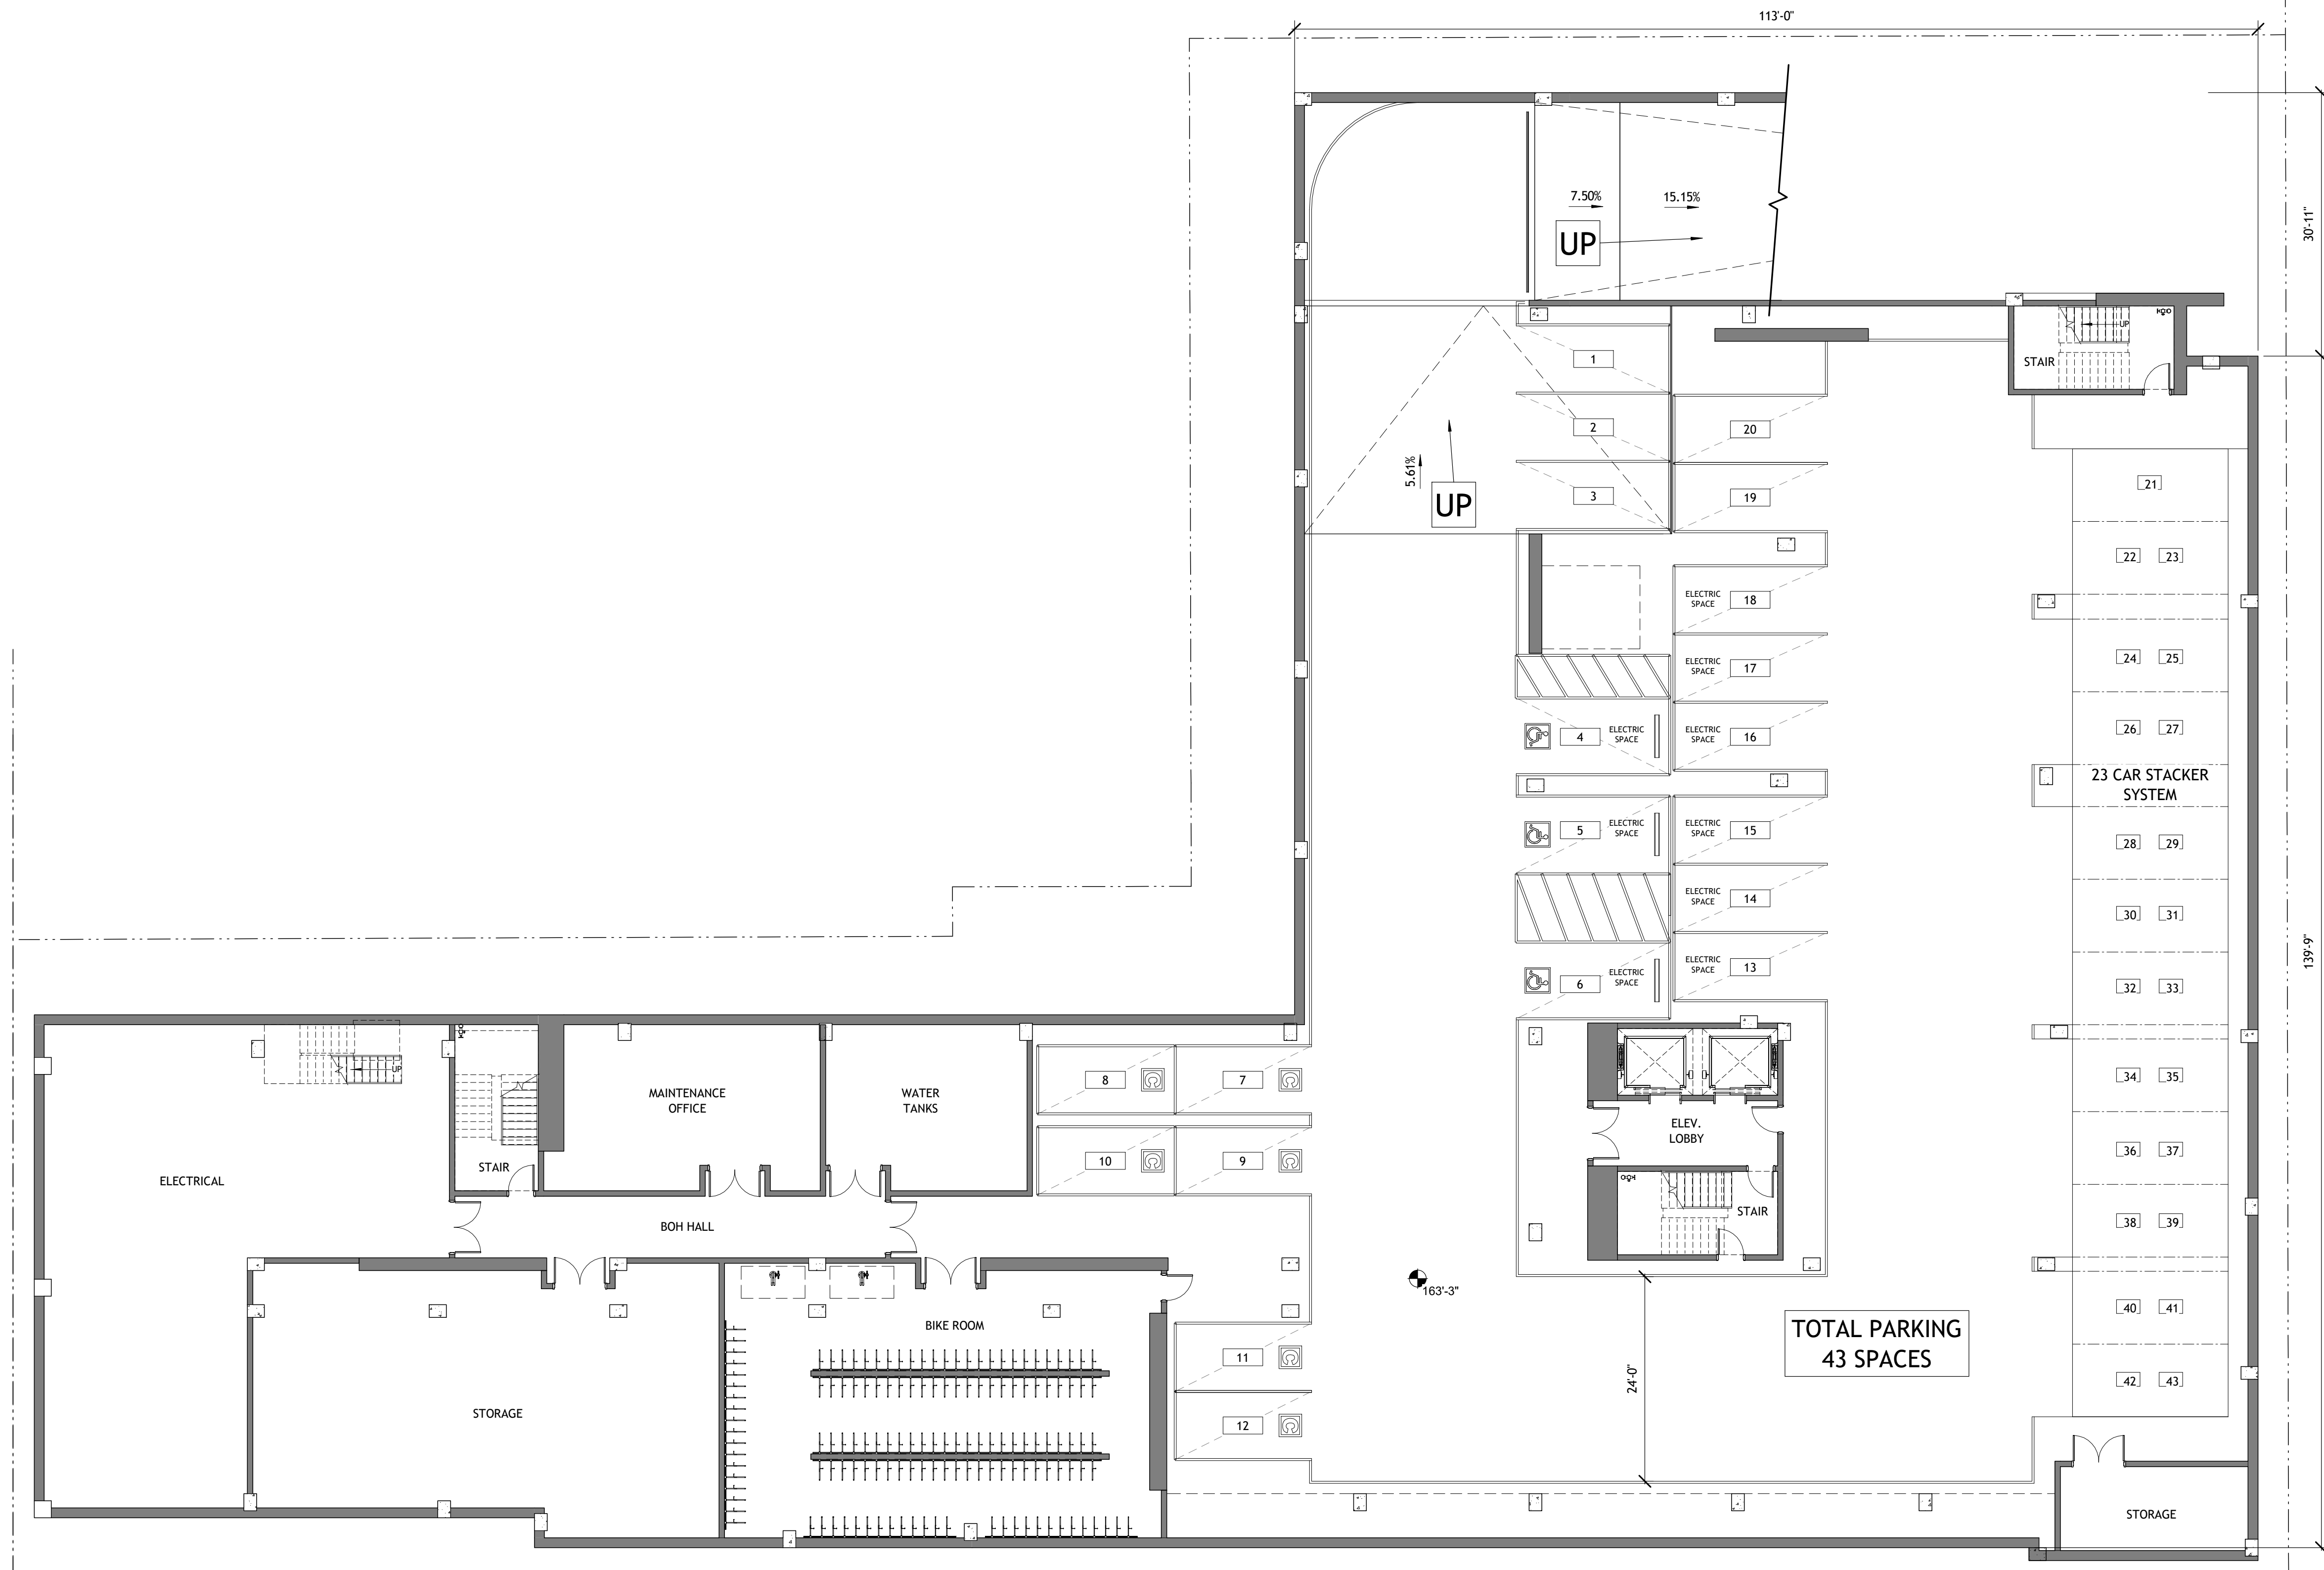 113'-0"
30'-11"
7.50%
15.15%
UP
UP
STAIR
1
2
20
5.61%
UP
3
19
21
22
23
ELECTRIC
SPACE
18
ELECTRIC
SPACE
17
24
25
4
ELECTRIC
SPACE
ELECTRIC
SPACE
16
26
27
23 CAR STACKER
SYSTEM
5
ELECTRIC
SPACE
ELECTRIC
SPACE
15
28
29
ELECTRIC
SPACE
14
30
31
139'-9"
6
ELECTRIC
SPACE
ELECTRIC
SPACE
13
32
33
UP
MAINTENANCE
OFFICE
WATER
TANKS
8
C
7
C
34
35
ELEV.
LOBBY
STAIR
10
C
9
C
36
37
ELECTRICAL
BOH HALL
STAIR
38
39
163'-3"
40
41
BIKE ROOM
TOTAL PARKING
43 SPACES
11
C
24'-0"
42
43
STORAGE
12
C
STORAGE